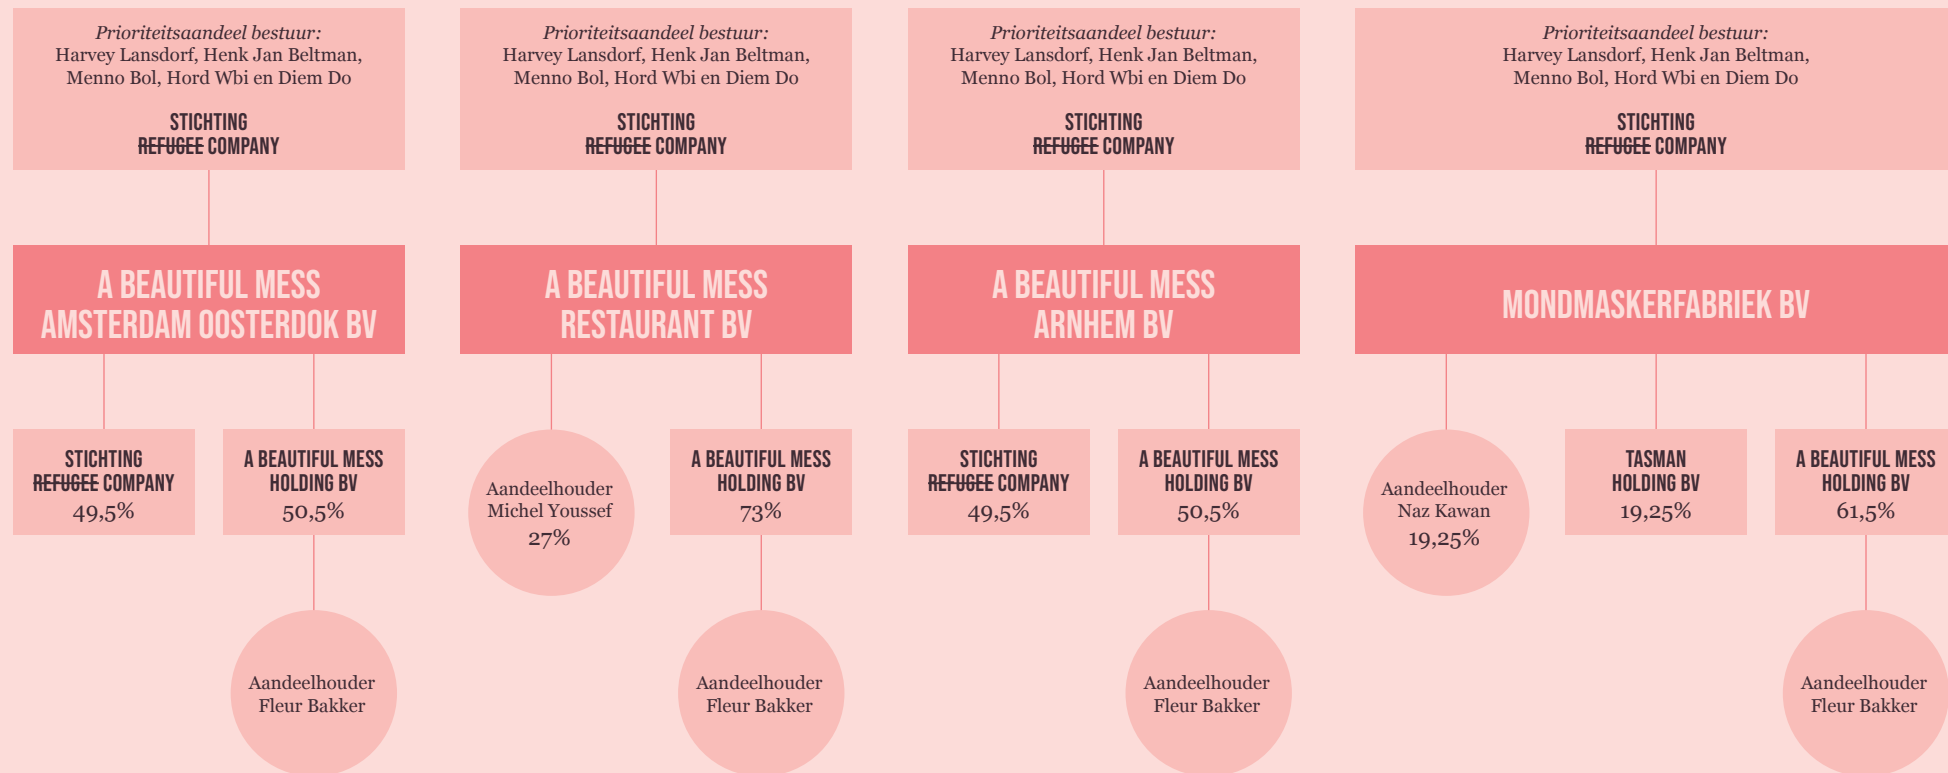 Prioriteitsaandeel bestuur:
Harvey Lansdorf, Henk Jan Beltman,
Menno Bol, Hord Wbi en Diem Do
STICHTING
REFUGEE COMPANY
A BEAUTIFUL MESS
AMSTERDAM OOSTERDOK BV
STICHTING
REFUGEE COMPANY
49,5%
A BEAUTIFUL MESS
HOLDING BV
50,5%
Aandeelhouder
Fleur Bakker
Prioriteitsaandeel bestuur:
Harvey Lansdorf, Henk Jan Beltman,
Menno Bol, Hord Wbi en Diem Do
STICHTING
REFUGEE COMPANY
A BEAUTIFUL MESS
RESTAURANT BV
Aandeelhouder
Michel Youssef
27%
A BEAUTIFUL MESS
HOLDING BV
73%
Aandeelhouder
Fleur Bakker
Prioriteitsaandeel bestuur:
Harvey Lansdorf, Henk Jan Beltman,
Menno Bol, Hord Wbi en Diem Do
STICHTING
REFUGEE COMPANY
A BEAUTIFUL MESS
ARNHEM BV
STICHTING
REFUGEE COMPANY
49,5%
A BEAUTIFUL MESS
HOLDING BV
50,5%
Aandeelhouder
Fleur Bakker
Prioriteitsaandeel bestuur:
Harvey Lansdorf, Henk Jan Beltman,
Menno Bol, Hord Wbi en Diem Do
STICHTING
REFUGEE COMPANY
MONDMASKERFABRIEK BV
Aandeelhouder
Naz Kawan
19,25%
TASMAN
HOLDING BV
19,25%
A BEAUTIFUL MESS
HOLDING BV
61,5%
Aandeelhouder
Fleur Bakker